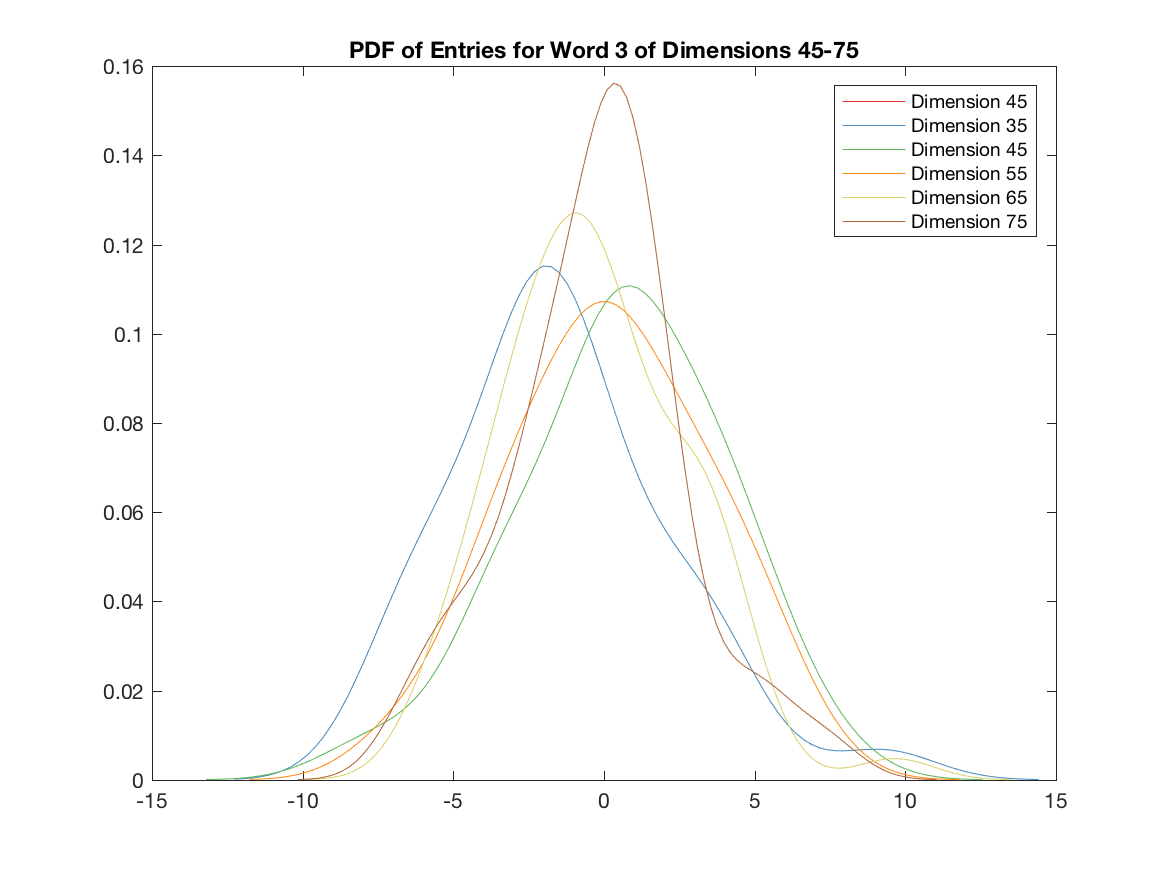 PDF of Entries for Word 3 of Dimensions 45-75
0.16
0.14
0.12
0.1
0.08
0.06
0.04
0.02
0
-15
-10
-5
0
5
10
15
Dimension 45
Dimension 35
Dimension 45
Dimension 55
Dimension 65
Dimension 75